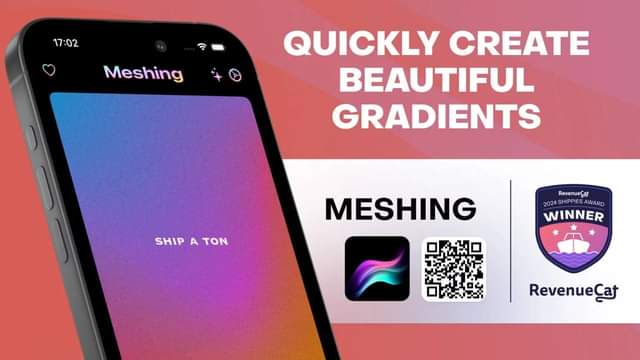 17:02
Meshing
SHIP A TON
QUICKLY CREATE
BEAUTIFUL
GRADIENTS
MESHING
RevenueCat
2024 SHIPPIES AWARD
WINNER
RevenueCat